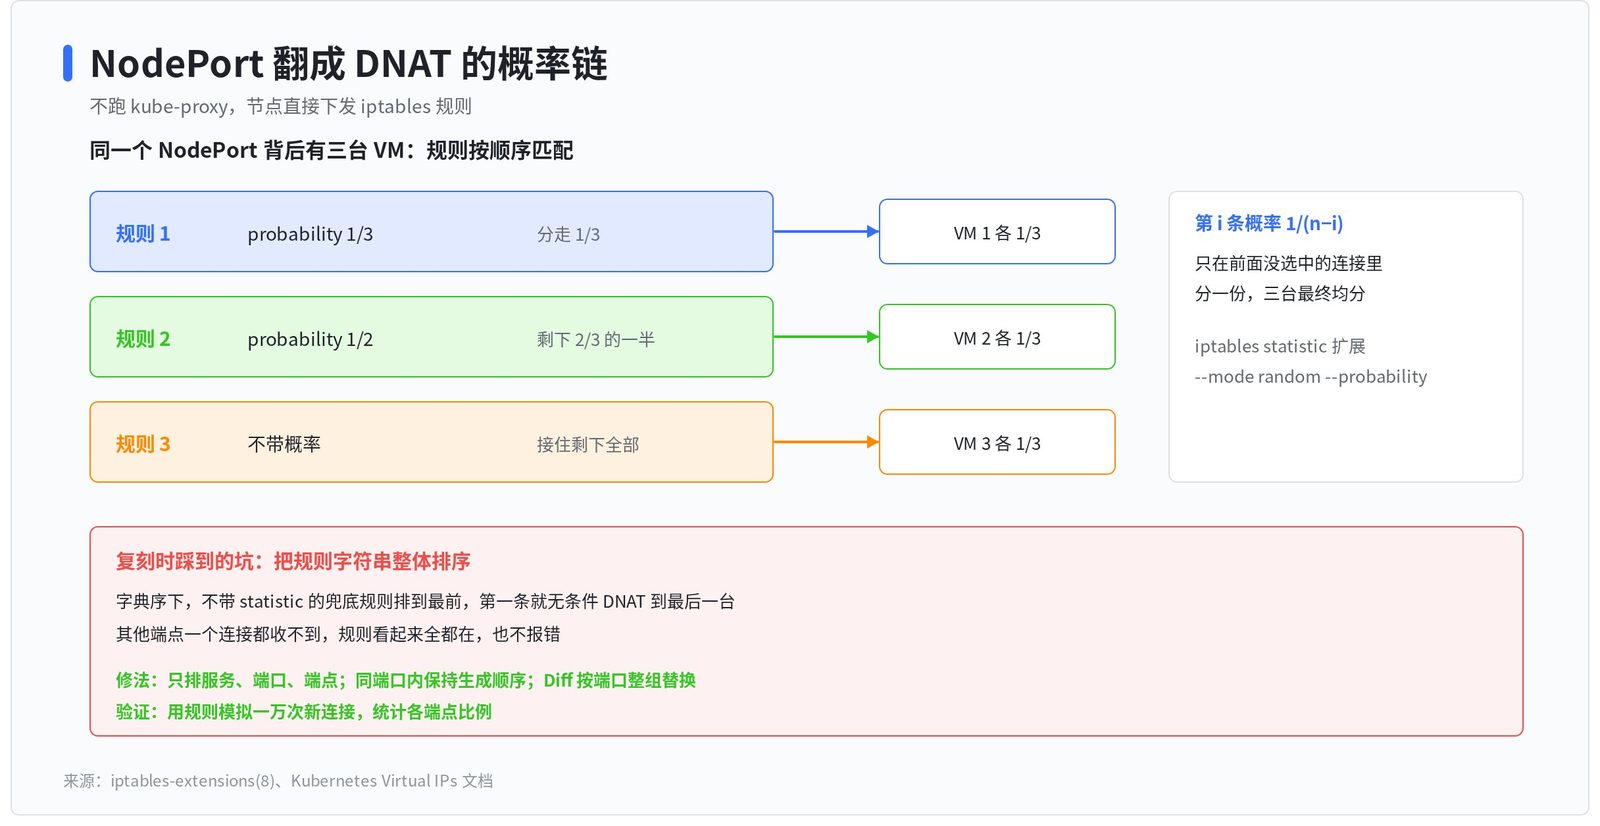 NodePort 翻成 DNAT 的概率链
不跑 kube-proxy，节点直接下发 iptables 规则
同一个 NodePort 背后有三台 VM：规则按顺序匹配
规则 1 probability 1/3 分走 1/3
VM 1 各 1/3
规则 2 probability 1/2 剩下 2/3 的一半
VM 2 各 1/3
规则 3 不带概率 接住剩下全部
VM 3 各 1/3
第 i 条概率 1/(n−i)
只在前面没选中的连接里
分一份，三台最终均分
iptables statistic 扩展
--mode random --probability
复刻时踩到的坑：把规则字符串整体排序
字典序下，不带 statistic 的兜底规则排到最前，第一条就无条件 DNAT 到最后一台
其他端点一个连接都收不到，规则看起来全都在，也不报错
修法：只排服务、端口、端点；同端口内保持生成顺序；Diff 按端口整组替换
验证：用规则模拟一万次新连接，统计各端点比例
来源：iptables-extensions(8)、Kubernetes Virtual IPs 文档